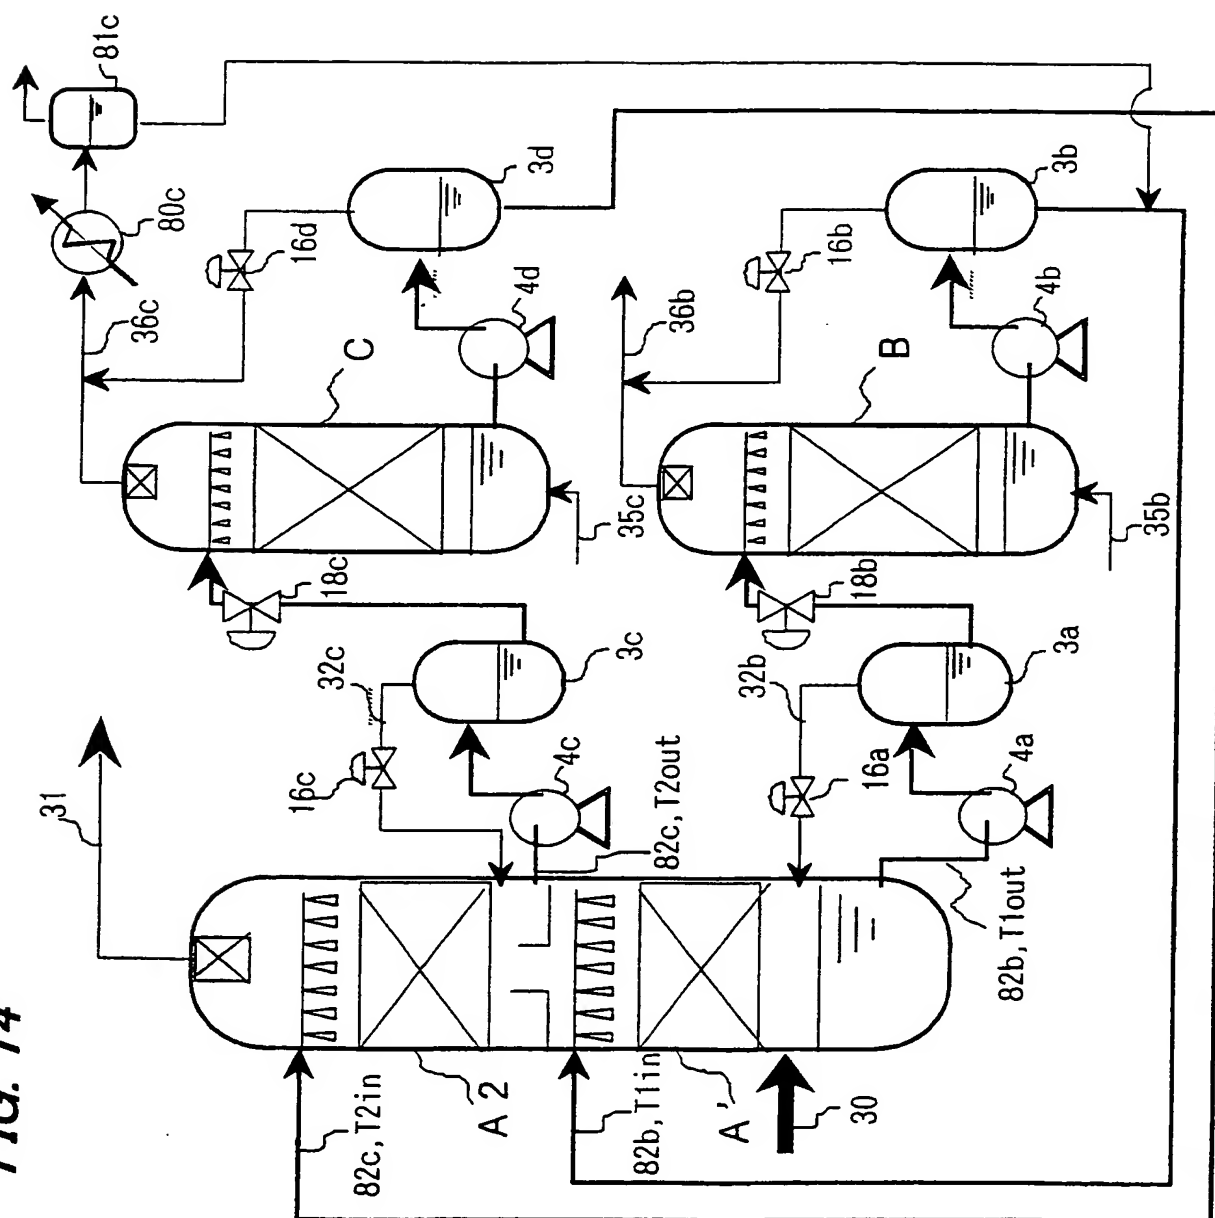 FIG. 14
81c
80c
36c
16d
3d
C
4d
36b
16b
3b
4b
B
18c
35c
18b
35b
32c
3c
32b
3a
31
16c
4c
82c, T2out
16a
4a
82b, T1out
82c, T2in
A 2
82b, T1in
A'
30